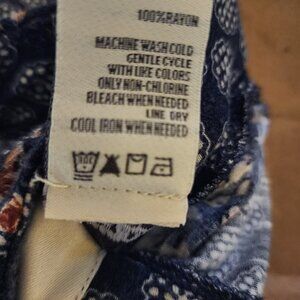 100%RAYON
MACHINE WASH COLD
GENTLE CYCLE
WITH LIKE COLORS
ONLY NON-CHLORINE
BLEACH WHEN NEEDED
LINE DRY
COOL IRON WHEN NEEDED